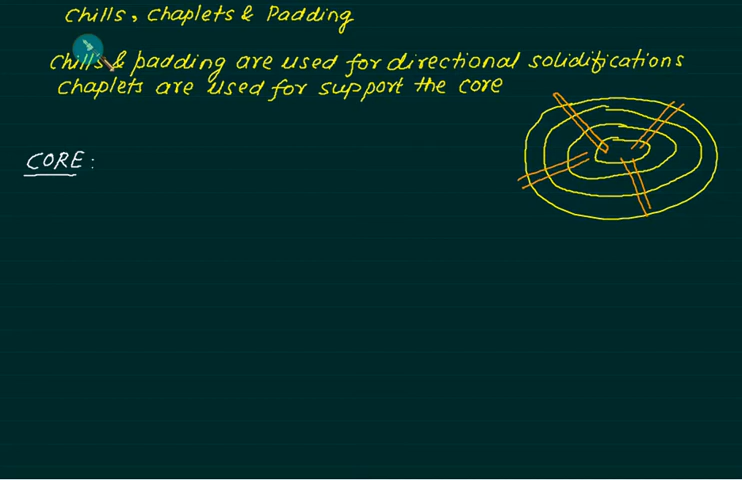 Chills, Chaplets & Padding
Chills & padding are used for directional solidifications
chaplets are used for support the core
CORE: